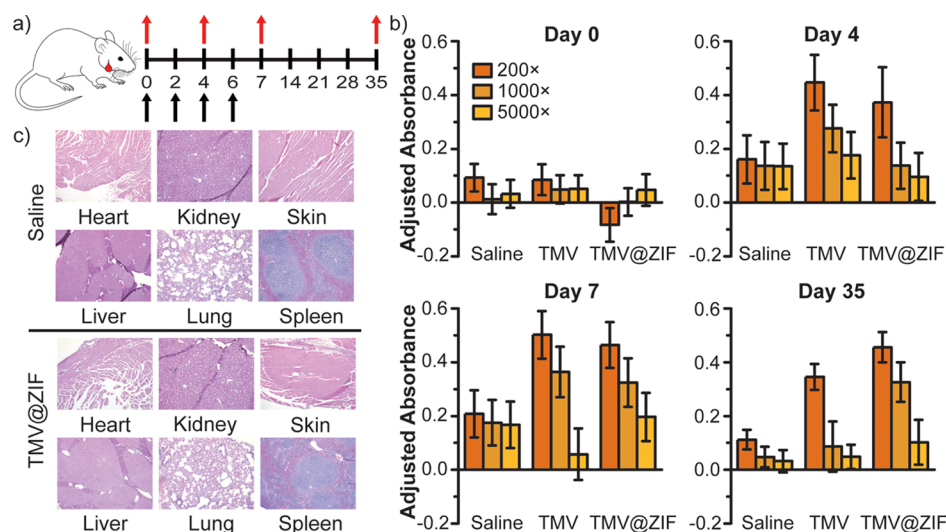 a)
0 2 4 6 7 14 21 28 35
c)
Saline
Heart Kidney Skin
Liver Lung Spleen
TMV@ZIF
Heart Kidney Skin
Liver Lung Spleen
b)
Day 0
Adjusted Absorbance
0.6
0.4
0.2
0.0
-0.2
200×
1000×
5000×
Saline TMV TMV@ZIF
Day 4
0.6
0.4
0.2
0.0
-0.2
Saline TMV TMV@ZIF
Day 7
Adjusted Absorbance
0.6
0.4
0.2
0.0
-0.2
Saline TMV TMV@ZIF
Day 35
0.6
0.4
0.2
0.0
-0.2
Saline TMV TMV@ZIF